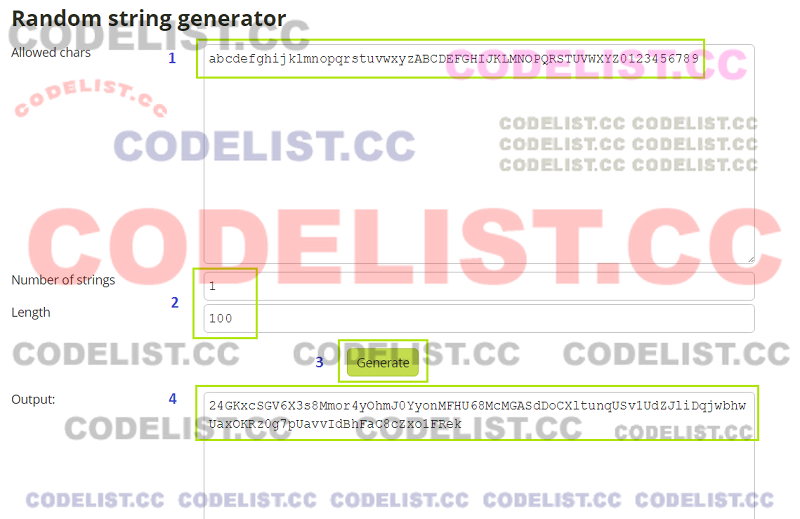 Random string generator
CODELIST.CC
Allowed chars
1
abcdefghijklmnopqrstuvwxyzABCDEFGHIJKLMNOPQRSTUVWXYZ0123456789
CODELIST.CC
CODELIST.CC
CODELIST.CC CODELIST.CC
CODELIST.CC
CODELIST.CC CODELIST.CC
CODELIST.CC CODELIST.CC
CODELIST.CC
Number of strings
1
2
Length
100
CODELIST.CC CODELIST.CC CODELIST.CC
3
Generate
Output:
4
24GKxcSGV6X3s8Mmor4yOhmJ0YyonMFHU68McMGASdDoCXltunqUSv1UdZJliDqjwbhw
UaxOKRz0g7pUavvIdBhFaC8cZxo1FRek
CODELIST.CC CODELIST.CC CODELIST.CC
CODELIST.CC CODELIST.CC CODELIST.CC CODELIST.CC CODELIST.CC